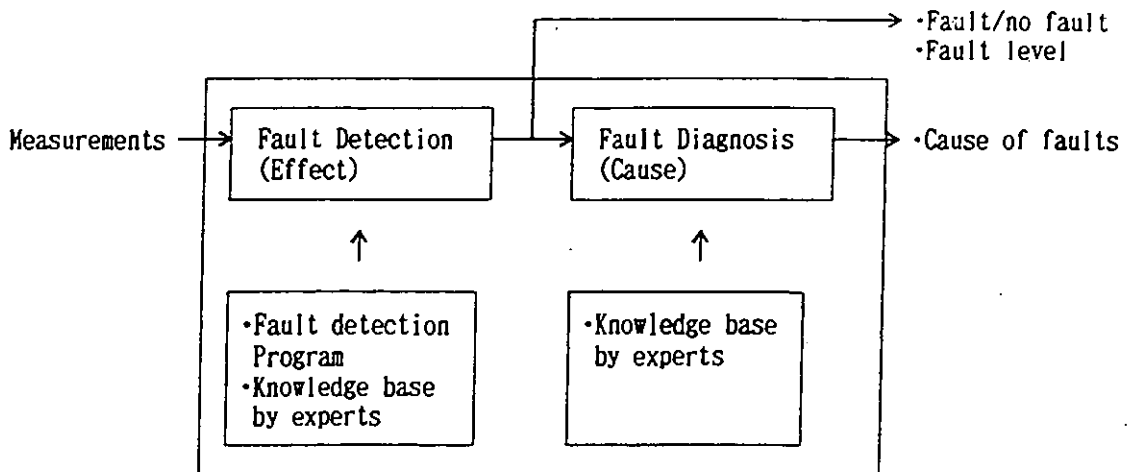 ·Fault/no fault
·Fault level
Measurements
Fault Detection
(Effect)
Fault Diagnosis
(Cause)
·Cause of faults
·Fault detection
Program
·Knowledge base
by experts
·Knowledge base
by experts